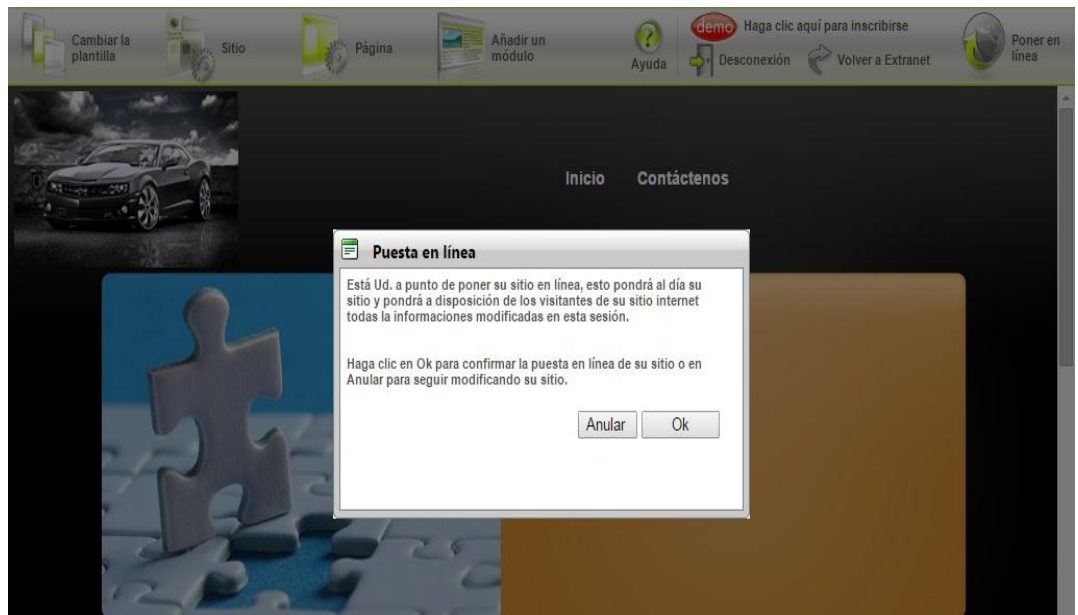 Cambiar la
plantilla
Sitio
Página
Añadir un
módulo
Ayuda
demo
Haga clic aquí para inscribirse
Desconexión
Volver a Extranet
Poner en
línea
Inicio
Contáctenos
Puesta en línea
Está Ud. a punto de poner su sitio en línea, esto pondrá al día su
sitio y pondrá a disposición de los visitantes de su sitio internet
todas la informaciones modificadas en esta sesión.
Haga clic en Ok para confirmar la puesta en línea de su sitio o en
Anular para seguir modificando su sitio.
Anular
Ok